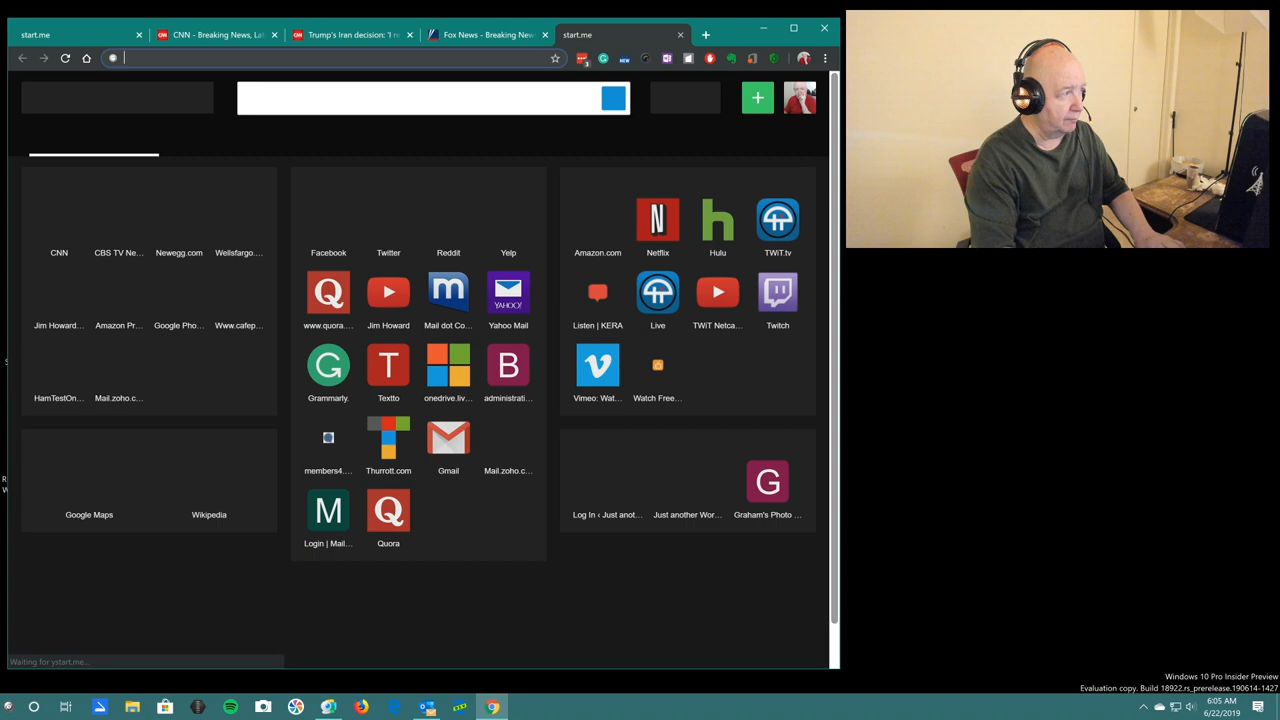 start.me
CNN - Breaking News, Lat
Trump's Iran decision: 'I re
Fox News - Breaking News
start.me
CNN
CBS TV Ne...
Newegg.com
Wellsfargo....
Facebook
Twitter
Reddit
Yelp
Amazon.com
Netflix
Hulu
TWiT.tv
Jim Howard...
Amazon Pr...
Google Pho...
Www.cafep...
www.quora....
Jim Howard
Mail dot Co...
Yahoo Mail
Listen | KERA
Live
TWiT Netca...
Twitch
HamTestOn...
Mail.zoho.c...
Grammarly.
Textto
onedrive.liv...
administrati...
Vimeo: Wat...
Watch Free...
members4....
Thurrott.com
Gmail
Mail.zoho.c...
Google Maps
Wikipedia
Login | Mail...
Quora
Log In ‹ Just anot...
Just another Wor...
Graham's Photo ...
N
h
Q
m
YAHOO!
G
T
B
G
M
Q
NEW
Waiting for ystart.me...
Windows 10 Pro Insider Preview
Evaluation copy. Build 18922.rs_prerelease.190614-1427
6:05 AM
6/22/2019